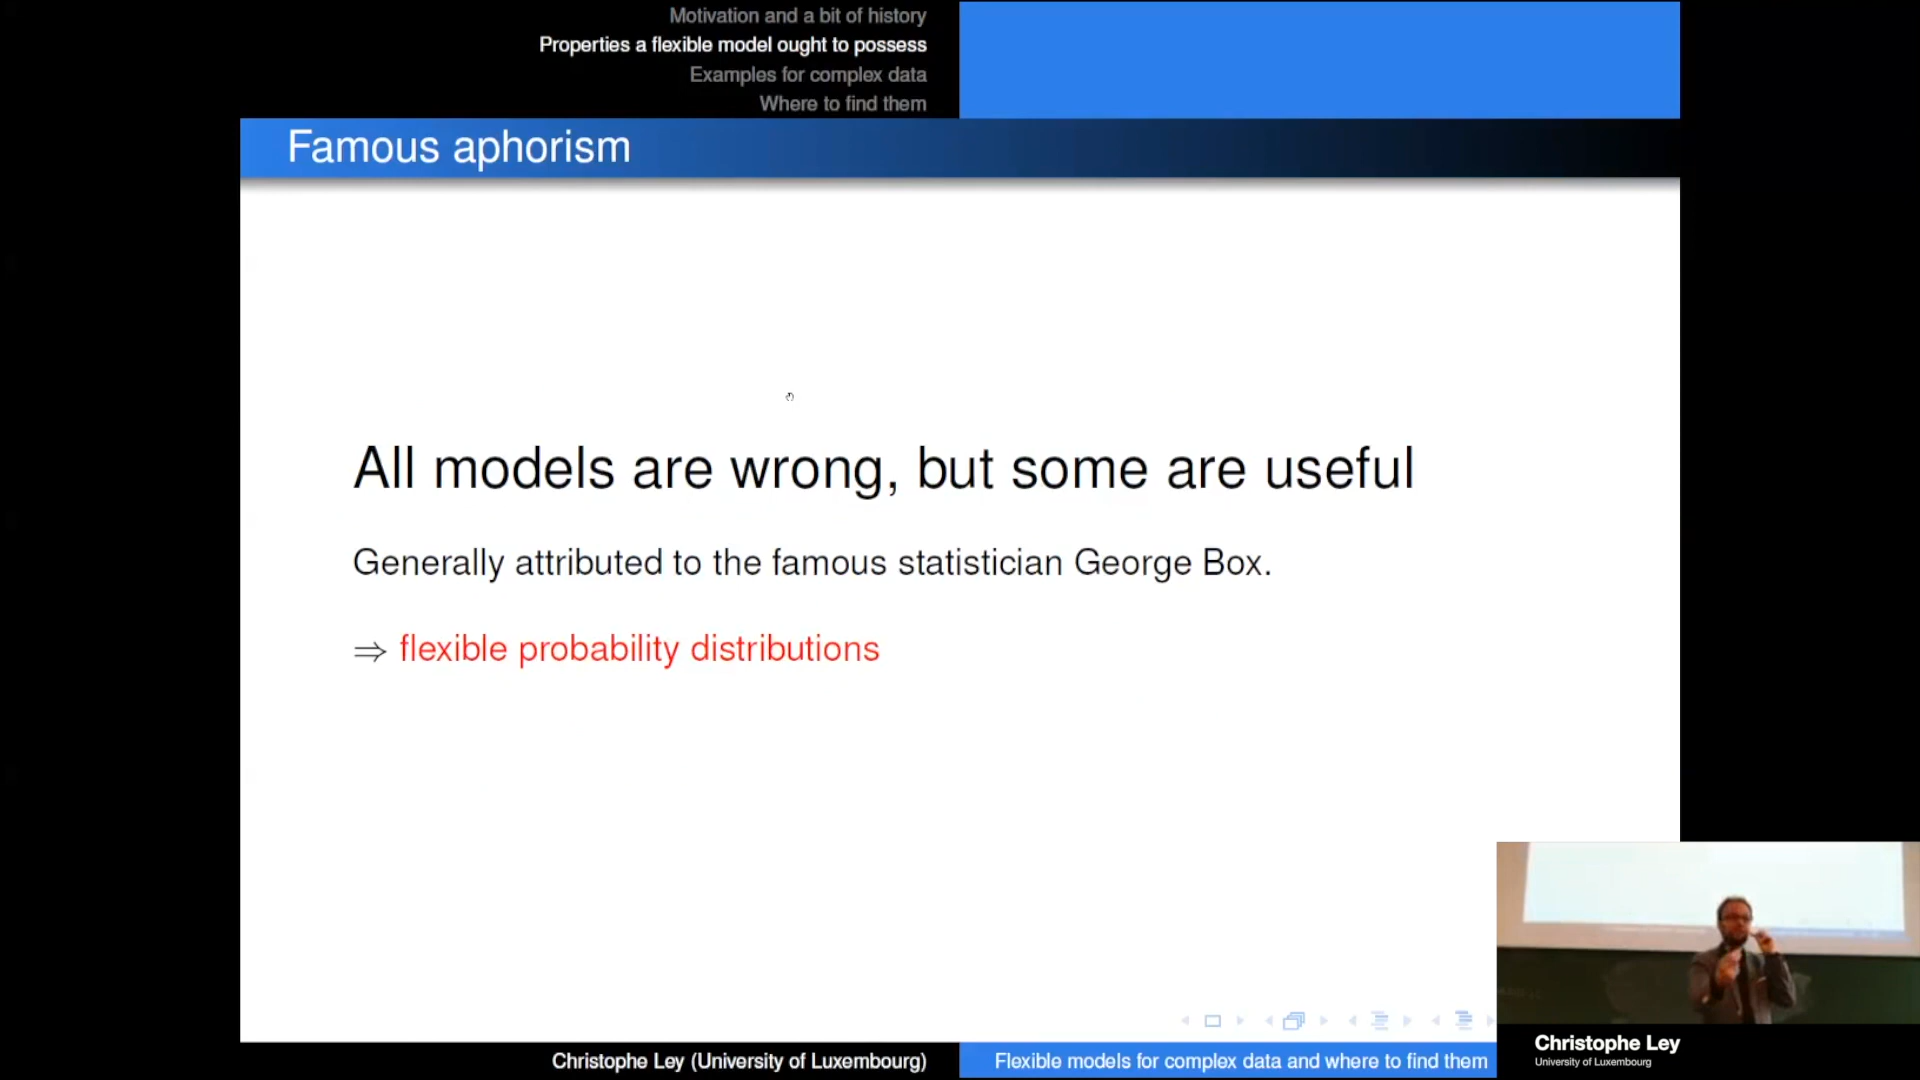 Motivation and a bit of history
Properties a flexible model ought to possess
Examples for complex data
Where to find them
Famous aphorism
All models are wrong, but some are useful
Generally attributed to the famous statistician George Box.
⇒ flexible probability distributions
Christophe Ley (University of Luxembourg)
Flexible models for complex data and where to find them
Christophe Ley
University of Luxembourg